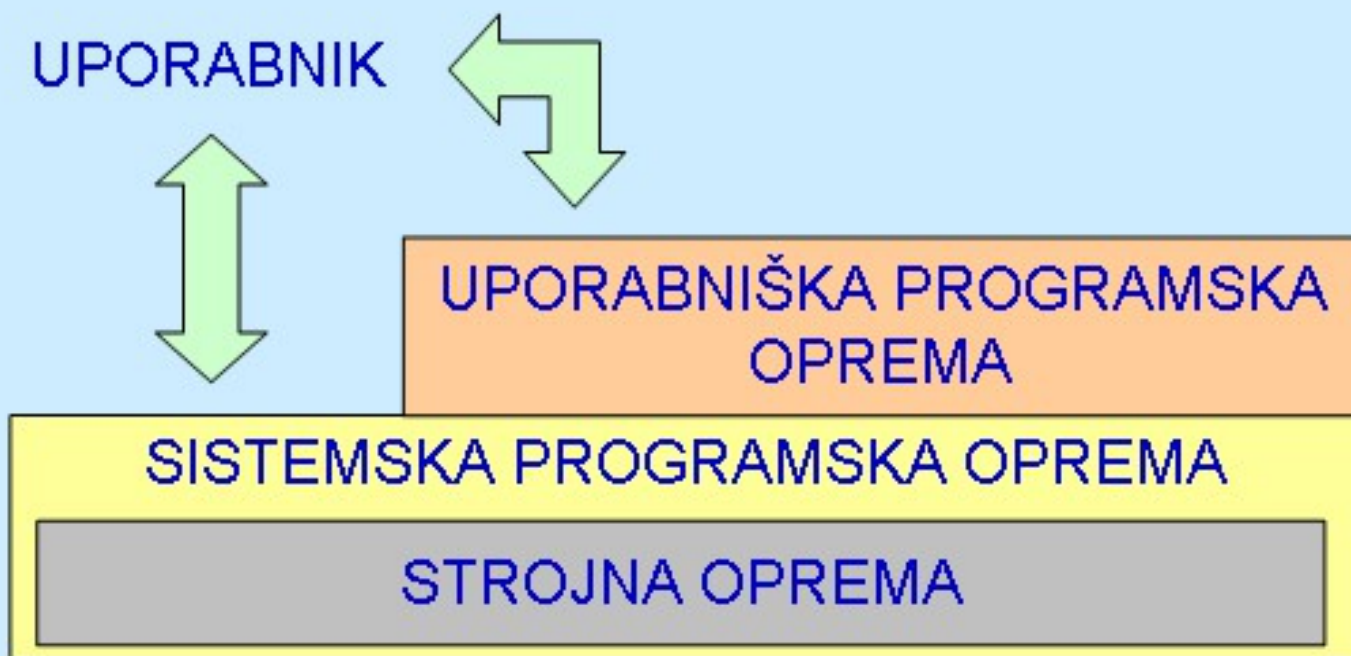 UPORABNIK
UPORABNIŠKA PROGRAMSKA
OPREMA
SISTEMSKA PROGRAMSKA OPREMA
STROJNA OPREMA